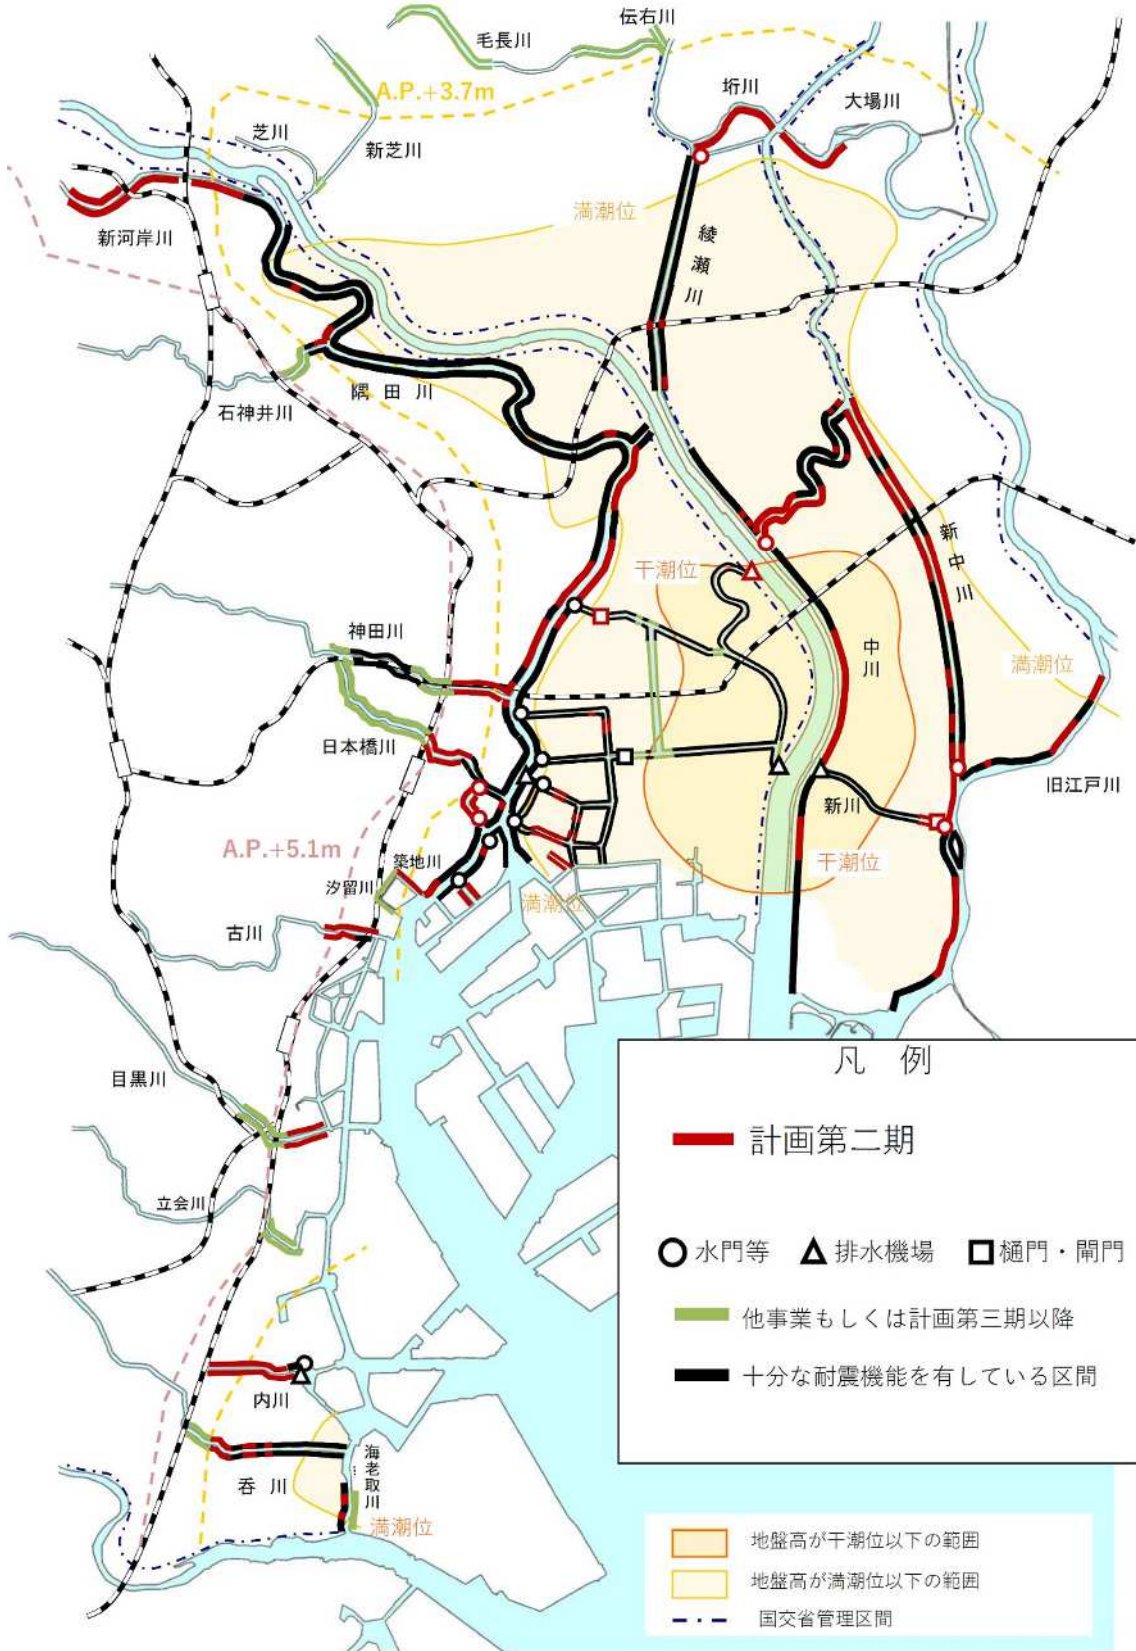 伝右川
毛長川
A.P.+3.7m
垳川
大場川
芝川
新芝川
満潮位
新河岸川
綾瀬川
隅田川
石神井川
新中川
干潮位
神田川
中川
満潮位
日本橋川
新川
旧江戸川
A.P.+5.1m
築地川
干潮位
汐留川
満潮位
古川
目黒川
立会川
内川
呑川
海老取川
満潮位
凡 例
計画第二期
水門等
排水機場
樋門・閘門
他事業もしくは計画第三期以降
十分な耐震機能を有している区間
地盤高が干潮位以下の範囲
地盤高が満潮位以下の範囲
国交省管理区間